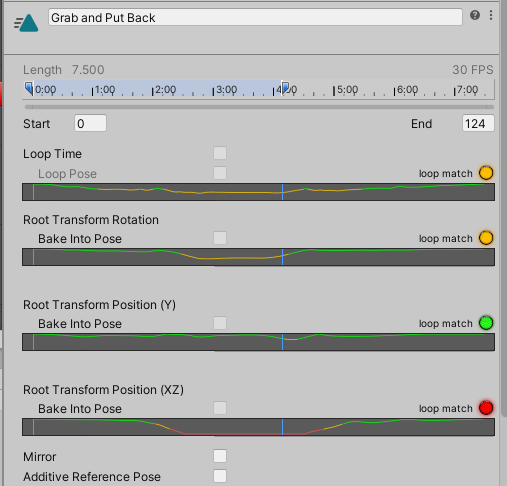 Grab and Put Back
Length 7.500 30 FPS
0:00 1:00 2:00 3:00 4:00 5:00 6:00 7:00
Start 0 End 124
Loop Time
Loop Pose loop match
Root Transform Rotation
Bake Into Pose loop match
Root Transform Position (Y)
Bake Into Pose loop match
Root Transform Position (XZ)
Bake Into Pose loop match
Mirror
Additive Reference Pose